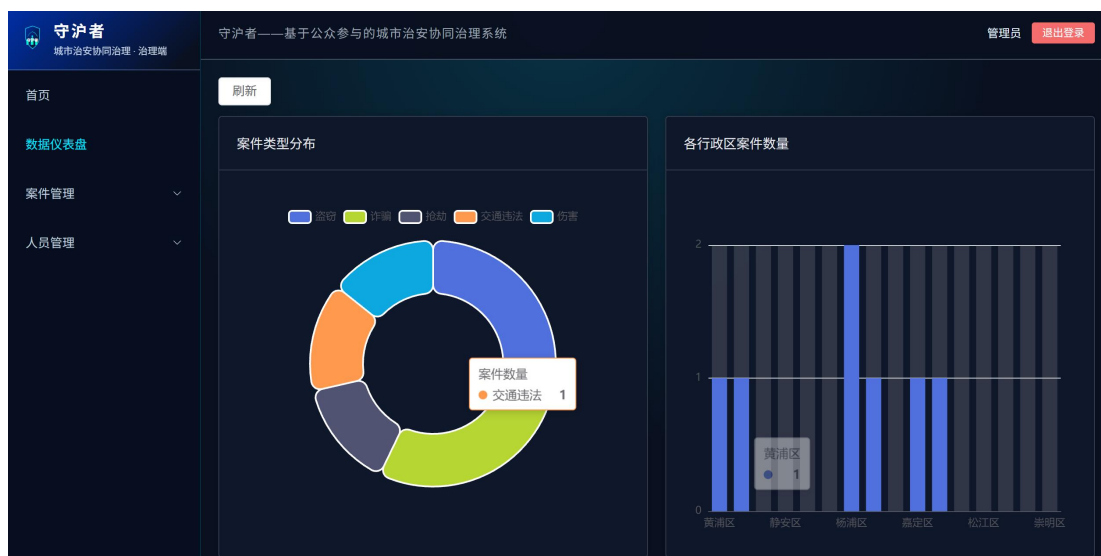 守沪者
城市治安协同治理·治理端
守沪者——基于公众参与的城市治安协同治理系统
管理员
退出登录
首页
数据仪表盘
案件管理
人员管理
刷新
案件类型分布
盗窃 诈骗 抢劫 交通违法 伤害
案件数量
交通违法 1
各行政区案件数量
2
1
0
黄浦区
1
黄浦区 静安区 杨浦区 嘉定区 松江区 崇明区